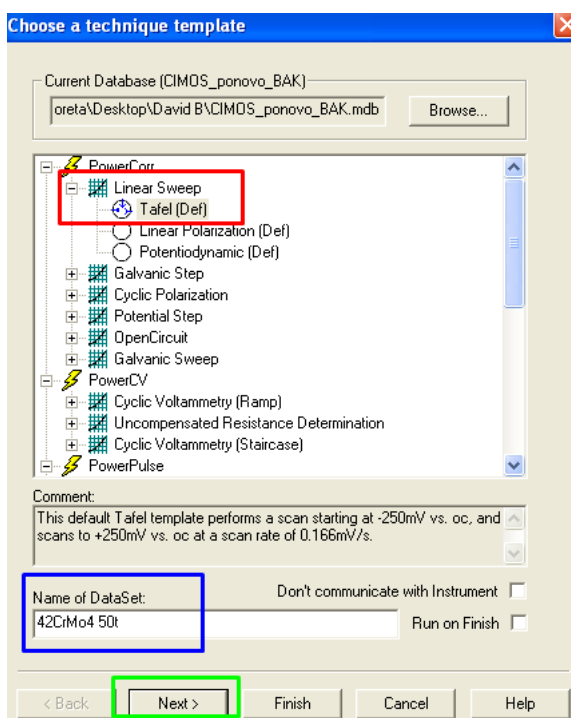 Choose a technique template
Current Database (CIMOS_ponovo_BAK)
oreta\Desktop\David B\CIMOS_ponovo_BAK.mdb
Browse...
PowerCorr
Linear Sweep
Tafel (Def)
Linear Polarization (Def)
Potentiodynamic (Def)
Galvanic Step
Cyclic Polarization
Potential Step
OpenCircuit
Galvanic Sweep
PowerCV
Cyclic Voltammetry (Ramp)
Uncompensated Resistance Determination
Cyclic Voltammetry (Staircase)
PowerPulse
Comment:
This default Tafel template performs a scan starting at -250mV vs. oc, and
scans to +250mV vs. oc at a scan rate of 0.166mV/s.
Name of DataSet:
Don't communicate with Instrument
42CrMo4 50t
Run on Finish
< Back
Next >
Finish
Cancel
Help